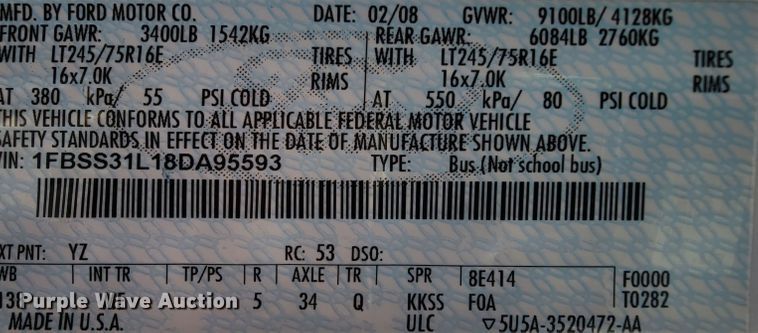 MFD. BY FORD MOTOR CO. DATE: 02/08 GVWR: 9100LB/ 4128KG
FRONT GAWR: 3400LB 1542KG REAR GAWR: 6084LB 2760KG
WITH LT245/75R16E TIRES WITH LT245/75R16E TIRES
16x7.0K RIMS 16x7.0K RIMS
AT 380 kPa/ 55 PSI COLD AT 550 kPa/ 80 PSI COLD
THIS VEHICLE CONFORMS TO ALL APPLICABLE FEDERAL MOTOR VEHICLE
SAFETY STANDARDS IN EFFECT ON THE DATE OF MANUFACTURE SHOWN ABOVE.
VIN: 1FBSS31L18DA95593 TYPE: Bus (Not school bus)
EXT PNT: YZ RC: 53 DSO:
WB INT TR TP/PS R AXLE TR SPR 8E414 F0000
138 5 34 Q KKSS FOA T0282
Purple Wave Auction
MADE IN U.S.A. ULC ▽5U5A-3520472-AA